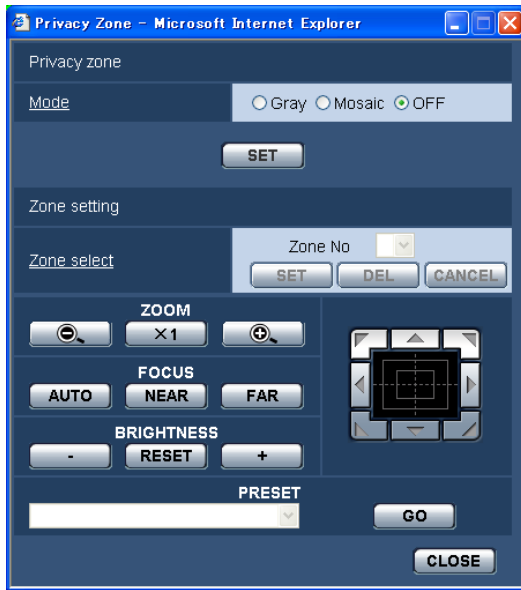 Privacy Zone - Microsoft Internet Explorer
Privacy zone
Mode
Gray Mosaic OFF
SET
Zone setting
Zone select
Zone No
SET DEL CANCEL
ZOOM
×1
FOCUS
AUTO NEAR FAR
BRIGHTNESS
- RESET +
PRESET
GO
CLOSE